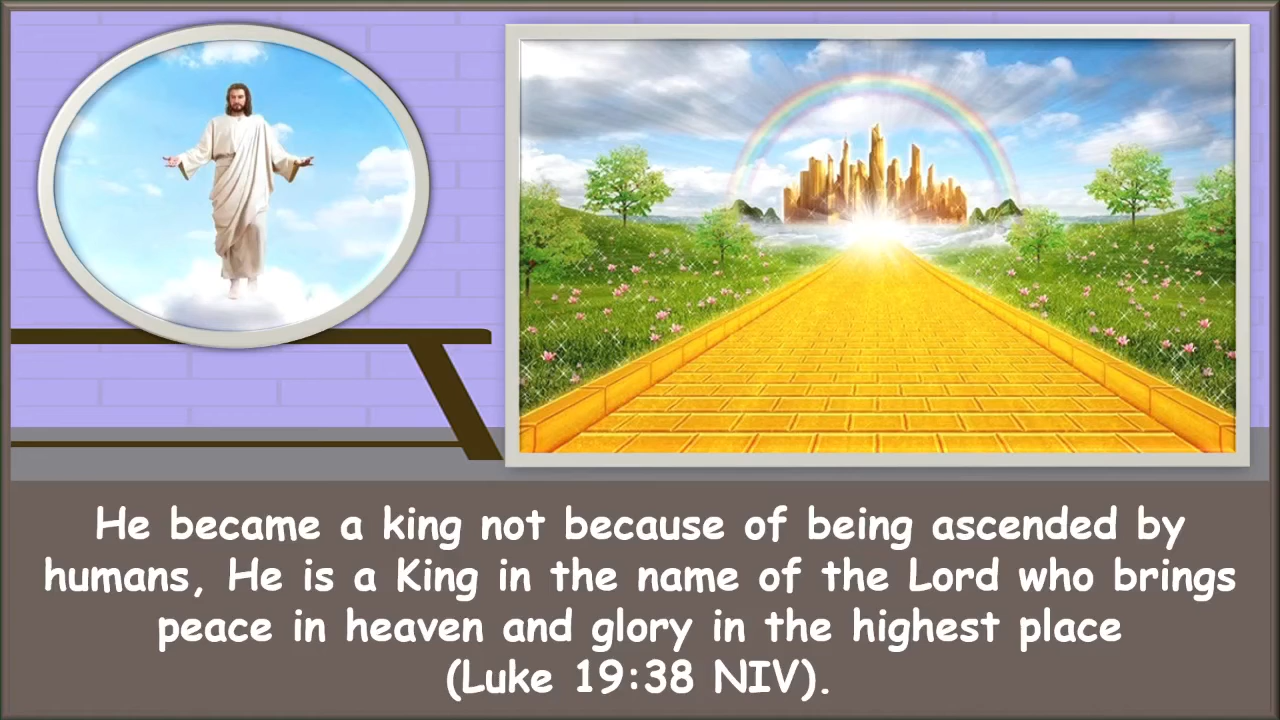 He became a king not because of being ascended by
humans, He is a King in the name of the Lord who brings
peace in heaven and glory in the highest place
(Luke 19:38 NIV).